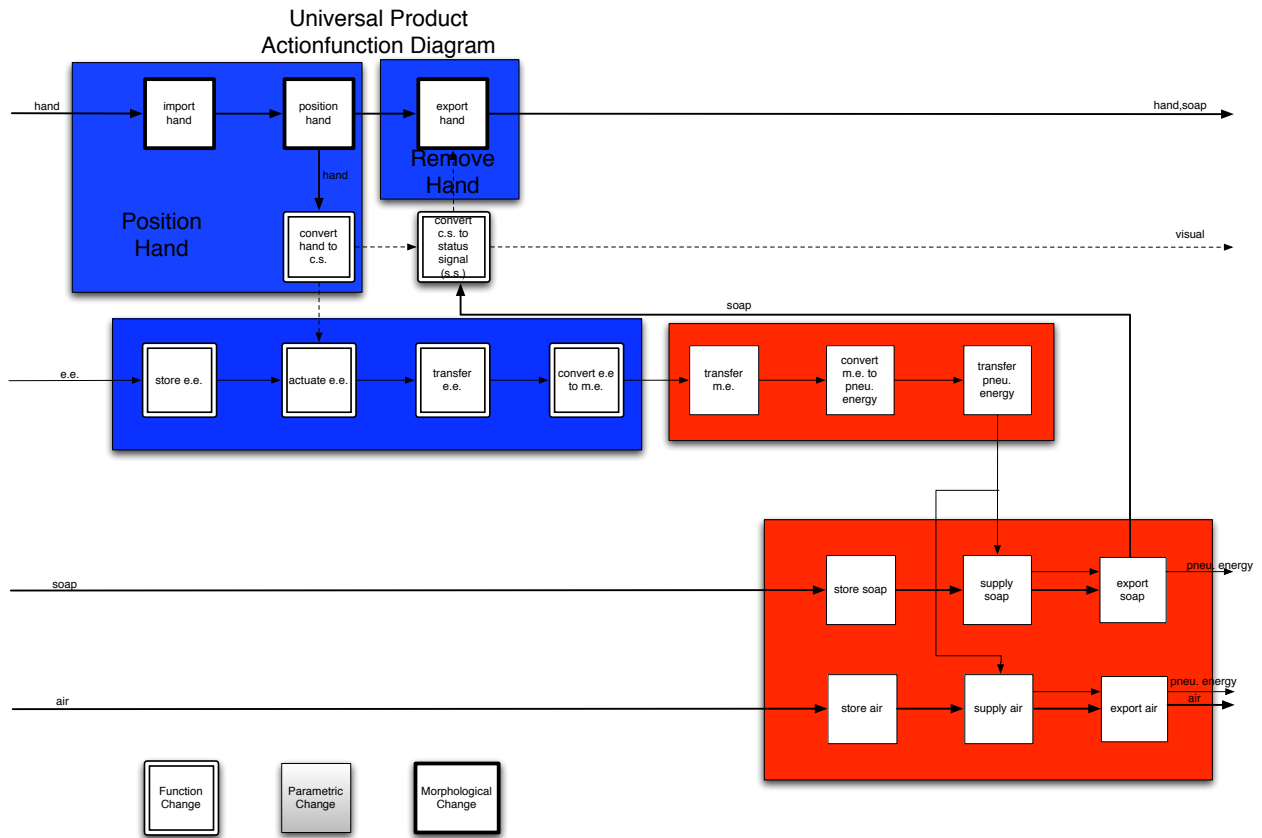 Universal Product
Actionfunction Diagram
hand
import
hand
position
hand
export
hand
hand,soap
Remove
Hand
hand
Position
Hand
convert
hand to
c.s.
convert
c.s. to
status
signal
(s.s.)
visual
soap
e.e.
store e.e.
actuate e.e.
transfer
e.e.
convert e.e
to m.e.
transfer
m.e.
convert
m.e. to
pneu.
energy
transfer
pneu.
energy
soap
store soap
supply
soap
export
soap
pneu. energy
air
store air
supply air
export air
pneu. energy
air
Function
Change
Parametric
Change
Morphological
Change